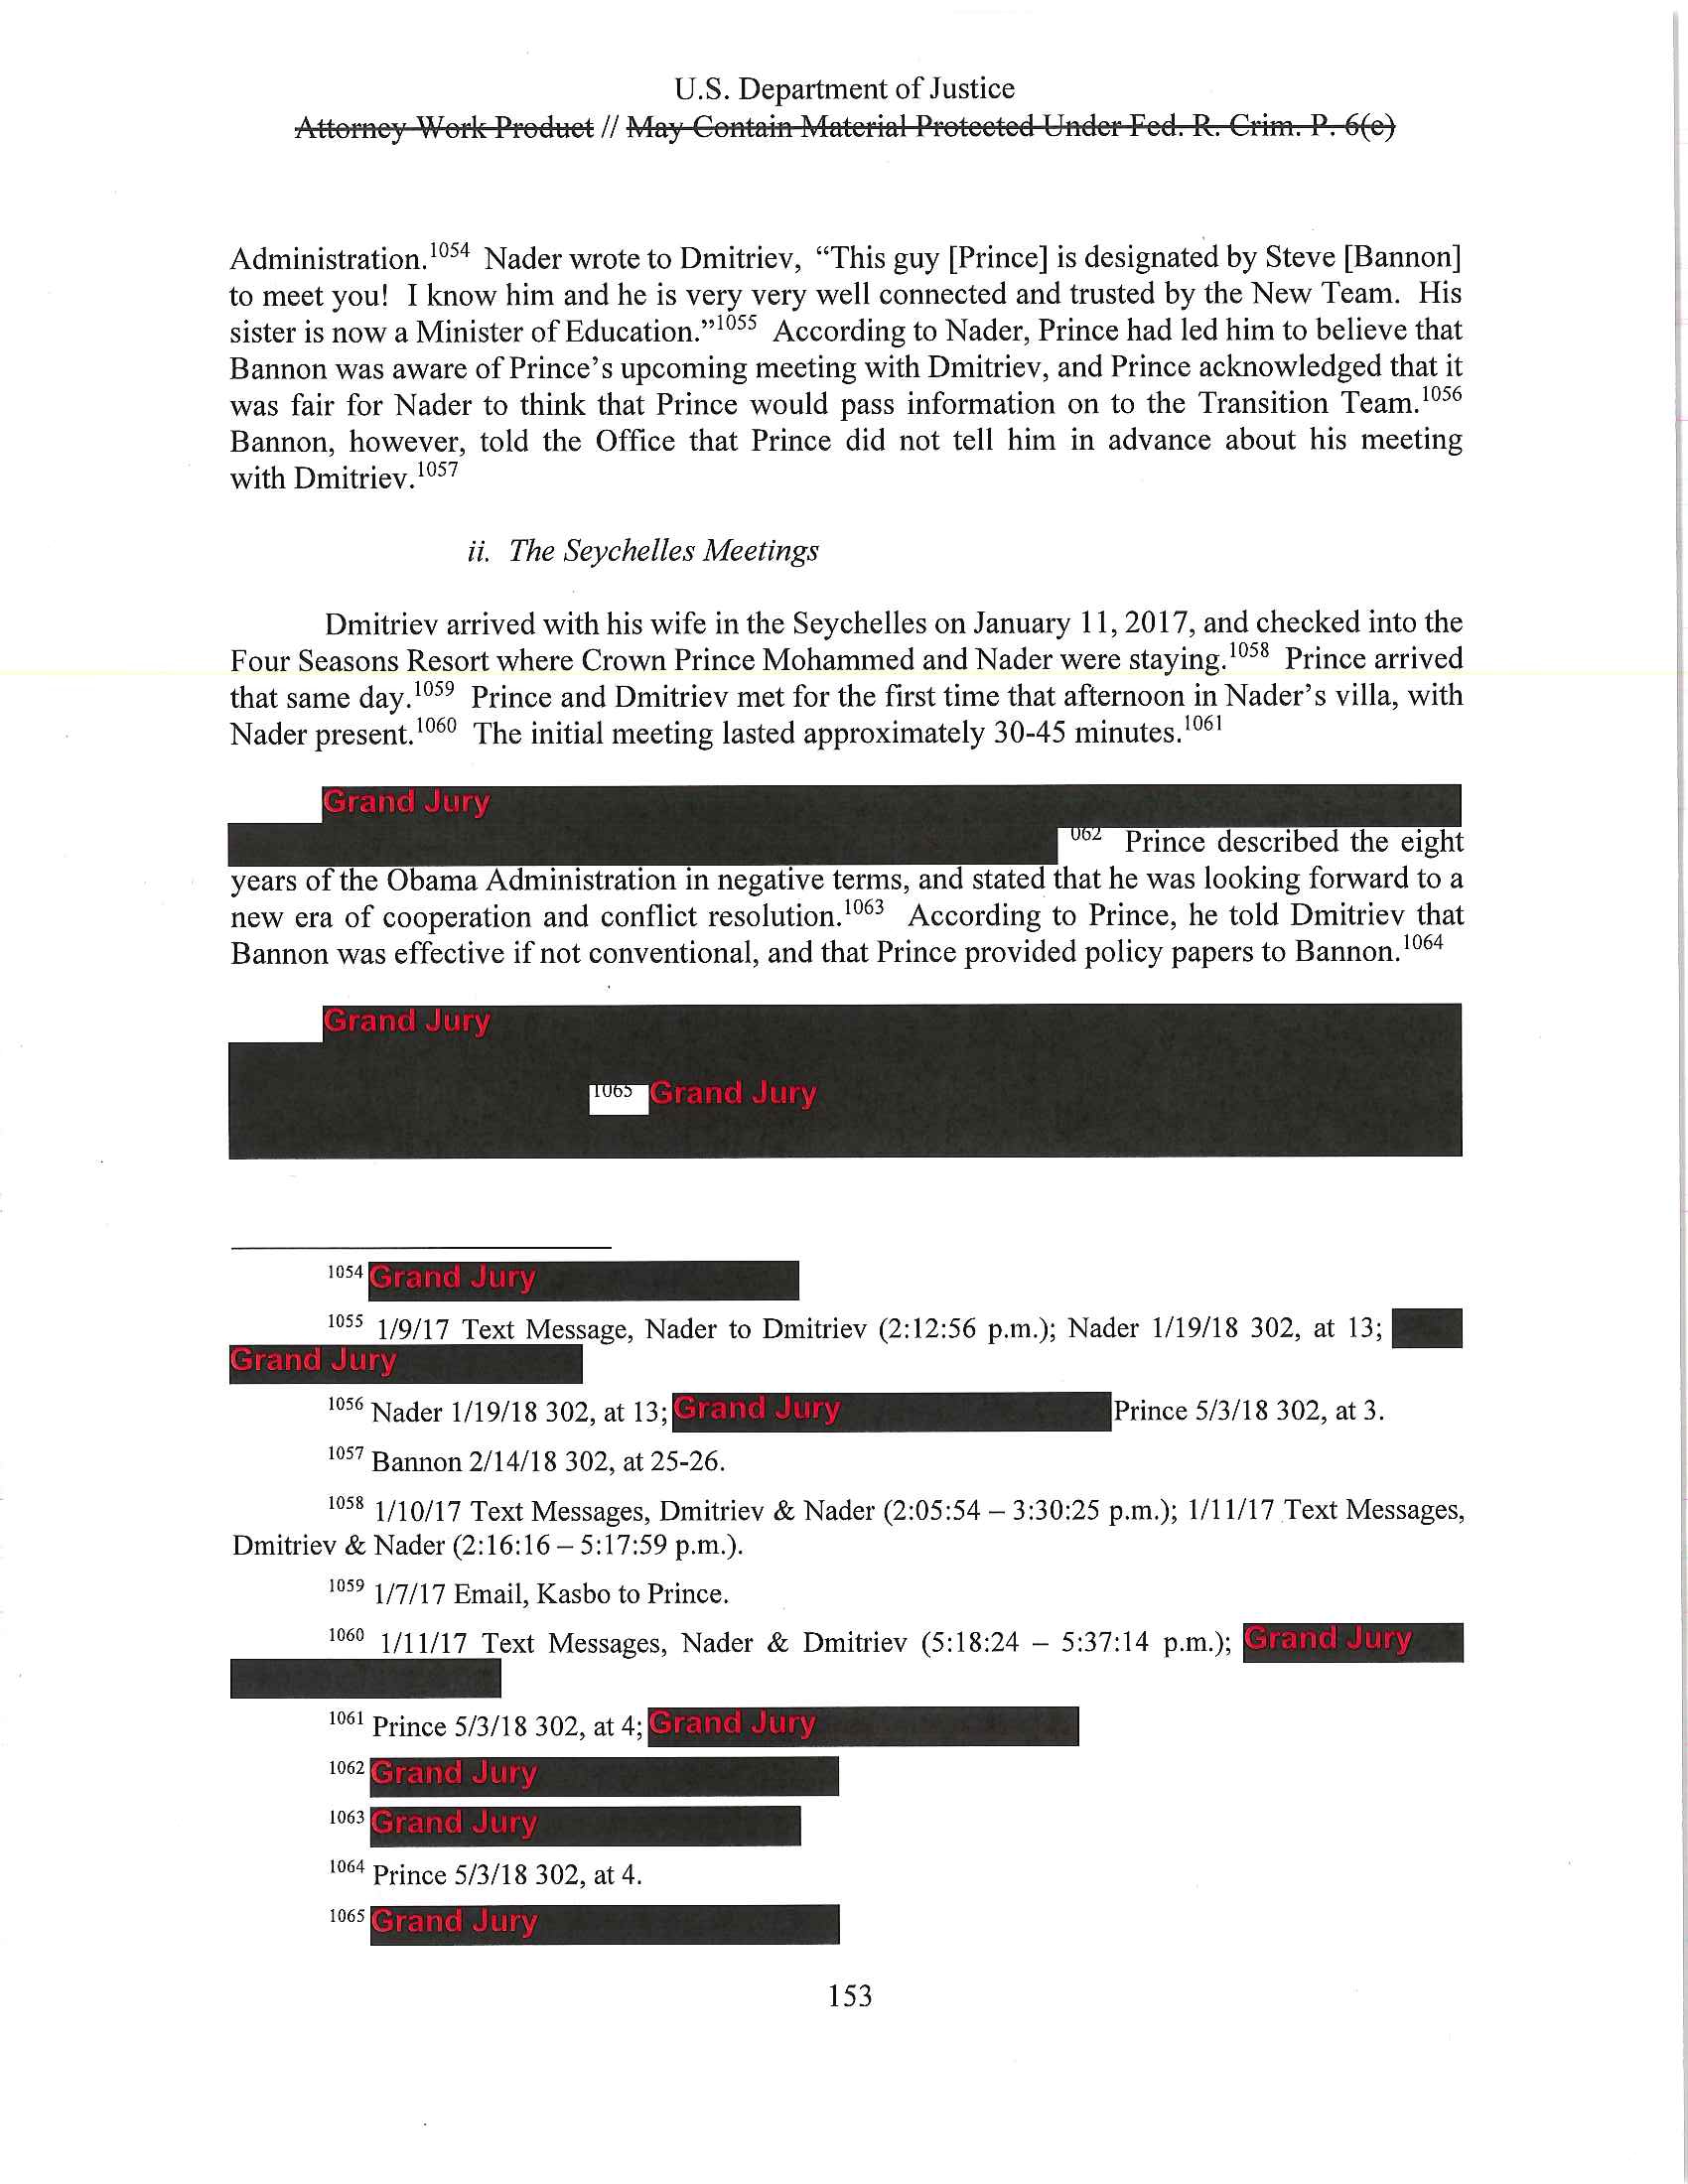 U.S. Department of Justice
Attorney Work Product // May Contain Material Protected Under Fed. R. Crim. P. 6(e)
Administration.1054 Nader wrote to Dmitriev, “This guy [Prince] is designated by Steve [Bannon]
to meet you! I know him and he is very very well connected and trusted by the New Team. His
sister is now a Minister of Education.”1055 According to Nader, Prince had led him to believe that
Bannon was aware of Prince’s upcoming meeting with Dmitriev, and Prince acknowledged that it
was fair for Nader to think that Prince would pass information on to the Transition Team.1056
Bannon, however, told the Office that Prince did not tell him in advance about his meeting
with Dmitriev.1057
ii. The Seychelles Meetings
Dmitriev arrived with his wife in the Seychelles on January 11, 2017, and checked into the
Four Seasons Resort where Crown Prince Mohammed and Nader were staying.1058 Prince arrived
that same day.1059 Prince and Dmitriev met for the first time that afternoon in Nader’s villa, with
Nader present.1060 The initial meeting lasted approximately 30-45 minutes.1061
Grand Jury
062 Prince described the eight
years of the Obama Administration in negative terms, and stated that he was looking forward to a
new era of cooperation and conflict resolution.1063 According to Prince, he told Dmitriev that
Bannon was effective if not conventional, and that Prince provided policy papers to Bannon.1064
Grand Jury
1065 Grand Jury
1054 Grand Jury
1055 1/9/17 Text Message, Nader to Dmitriev (2:12:56 p.m.); Nader 1/19/18 302, at 13;
Grand Jury
1056 Nader 1/19/18 302, at 13; Grand Jury Prince 5/3/18 302, at 3.
1057 Bannon 2/14/18 302, at 25-26.
1058 1/10/17 Text Messages, Dmitriev & Nader (2:05:54 – 3:30:25 p.m.); 1/11/17 Text Messages,
Dmitriev & Nader (2:16:16 – 5:17:59 p.m.).
1059 1/7/17 Email, Kasbo to Prince.
1060 1/11/17 Text Messages, Nader & Dmitriev (5:18:24 – 5:37:14 p.m.); Grand Jury
1061 Prince 5/3/18 302, at 4; Grand Jury
1062 Grand Jury
1063 Grand Jury
1064 Prince 5/3/18 302, at 4.
1065 Grand Jury
153